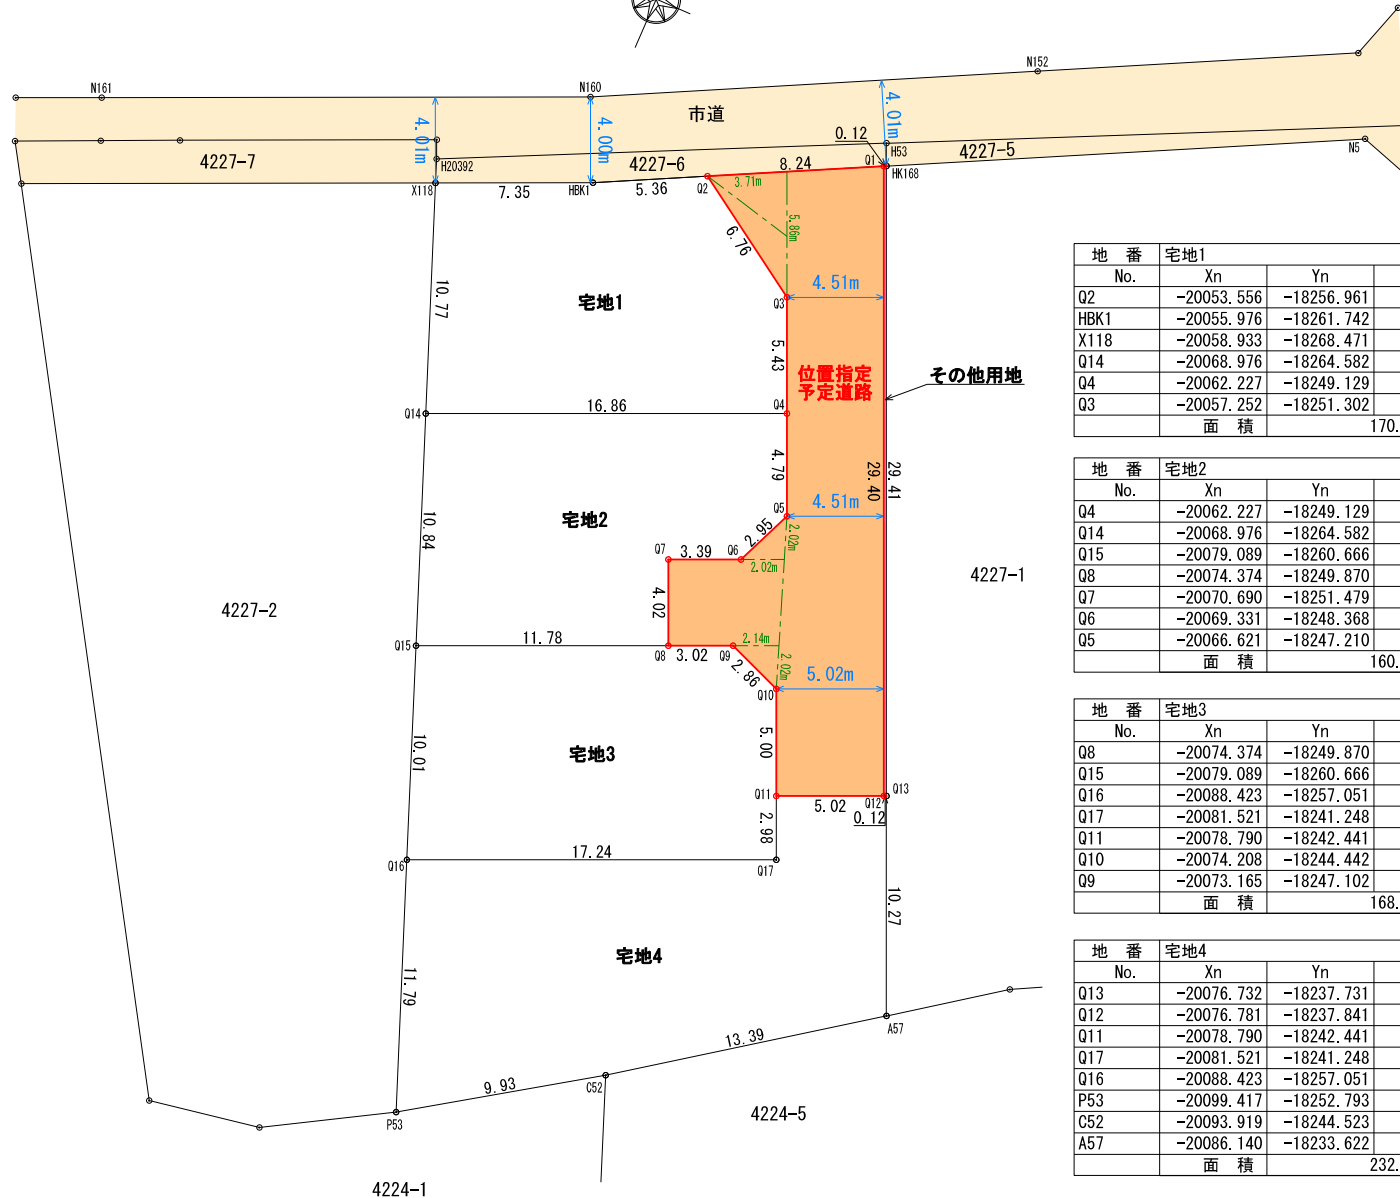 N161
N160
N152
市道
4.01m
4.00m
4.01m
0.12
4227-7
H20392
4227-6
8.24
Q1
H53
HK168
4227-5
N5
X118
7.35
HBK1
5.36
Q2
3.71m
5.86m
6.76
4.51m
Q3
10.77
宅地1
5.43
位置指定
予定道路
その他用地
Q14
16.86
Q4
4.79
29.40
29.41
Q5
4.51m
宅地2
2.95
2.02m
10.84
Q7
3.39
Q6
2.02m
4227-1
4.02
4227-2
Q15
11.78
Q8
3.02
Q9
2.14m
2.02m
2.86
Q10
5.02m
10.01
宅地3
5.00
Q11
5.02
Q12
Q13
0.12
2.98
Q16
17.24
Q17
10.27
宅地4
11.79
13.39
A57
9.93
C52
P53
4224-5
4224-1
地 番 宅地1
No. Xn Yn
Q2 -20053.556 -18256.961
HBK1 -20055.976 -18261.742
X118 -20058.933 -18268.471
Q14 -20068.976 -18264.582
Q4 -20062.227 -18249.129
Q3 -20057.252 -18251.302
面 積 170.
地 番 宅地2
No. Xn Yn
Q4 -20062.227 -18249.129
Q14 -20068.976 -18264.582
Q15 -20079.089 -18260.666
Q8 -20074.374 -18249.870
Q7 -20070.690 -18251.479
Q6 -20069.331 -18248.368
Q5 -20066.621 -18247.210
面 積 160.
地 番 宅地3
No. Xn Yn
Q8 -20074.374 -18249.870
Q15 -20079.089 -18260.666
Q16 -20088.423 -18257.051
Q17 -20081.521 -18241.248
Q11 -20078.790 -18242.441
Q10 -20074.208 -18244.442
Q9 -20073.165 -18247.102
面 積 168.
地 番 宅地4
No. Xn Yn
Q13 -20076.732 -18237.731
Q12 -20076.781 -18237.841
Q11 -20078.790 -18242.441
Q17 -20081.521 -18241.248
Q16 -20088.423 -18257.051
P53 -20099.417 -18252.793
C52 -20093.919 -18244.523
A57 -20086.140 -18233.622
面 積 232.